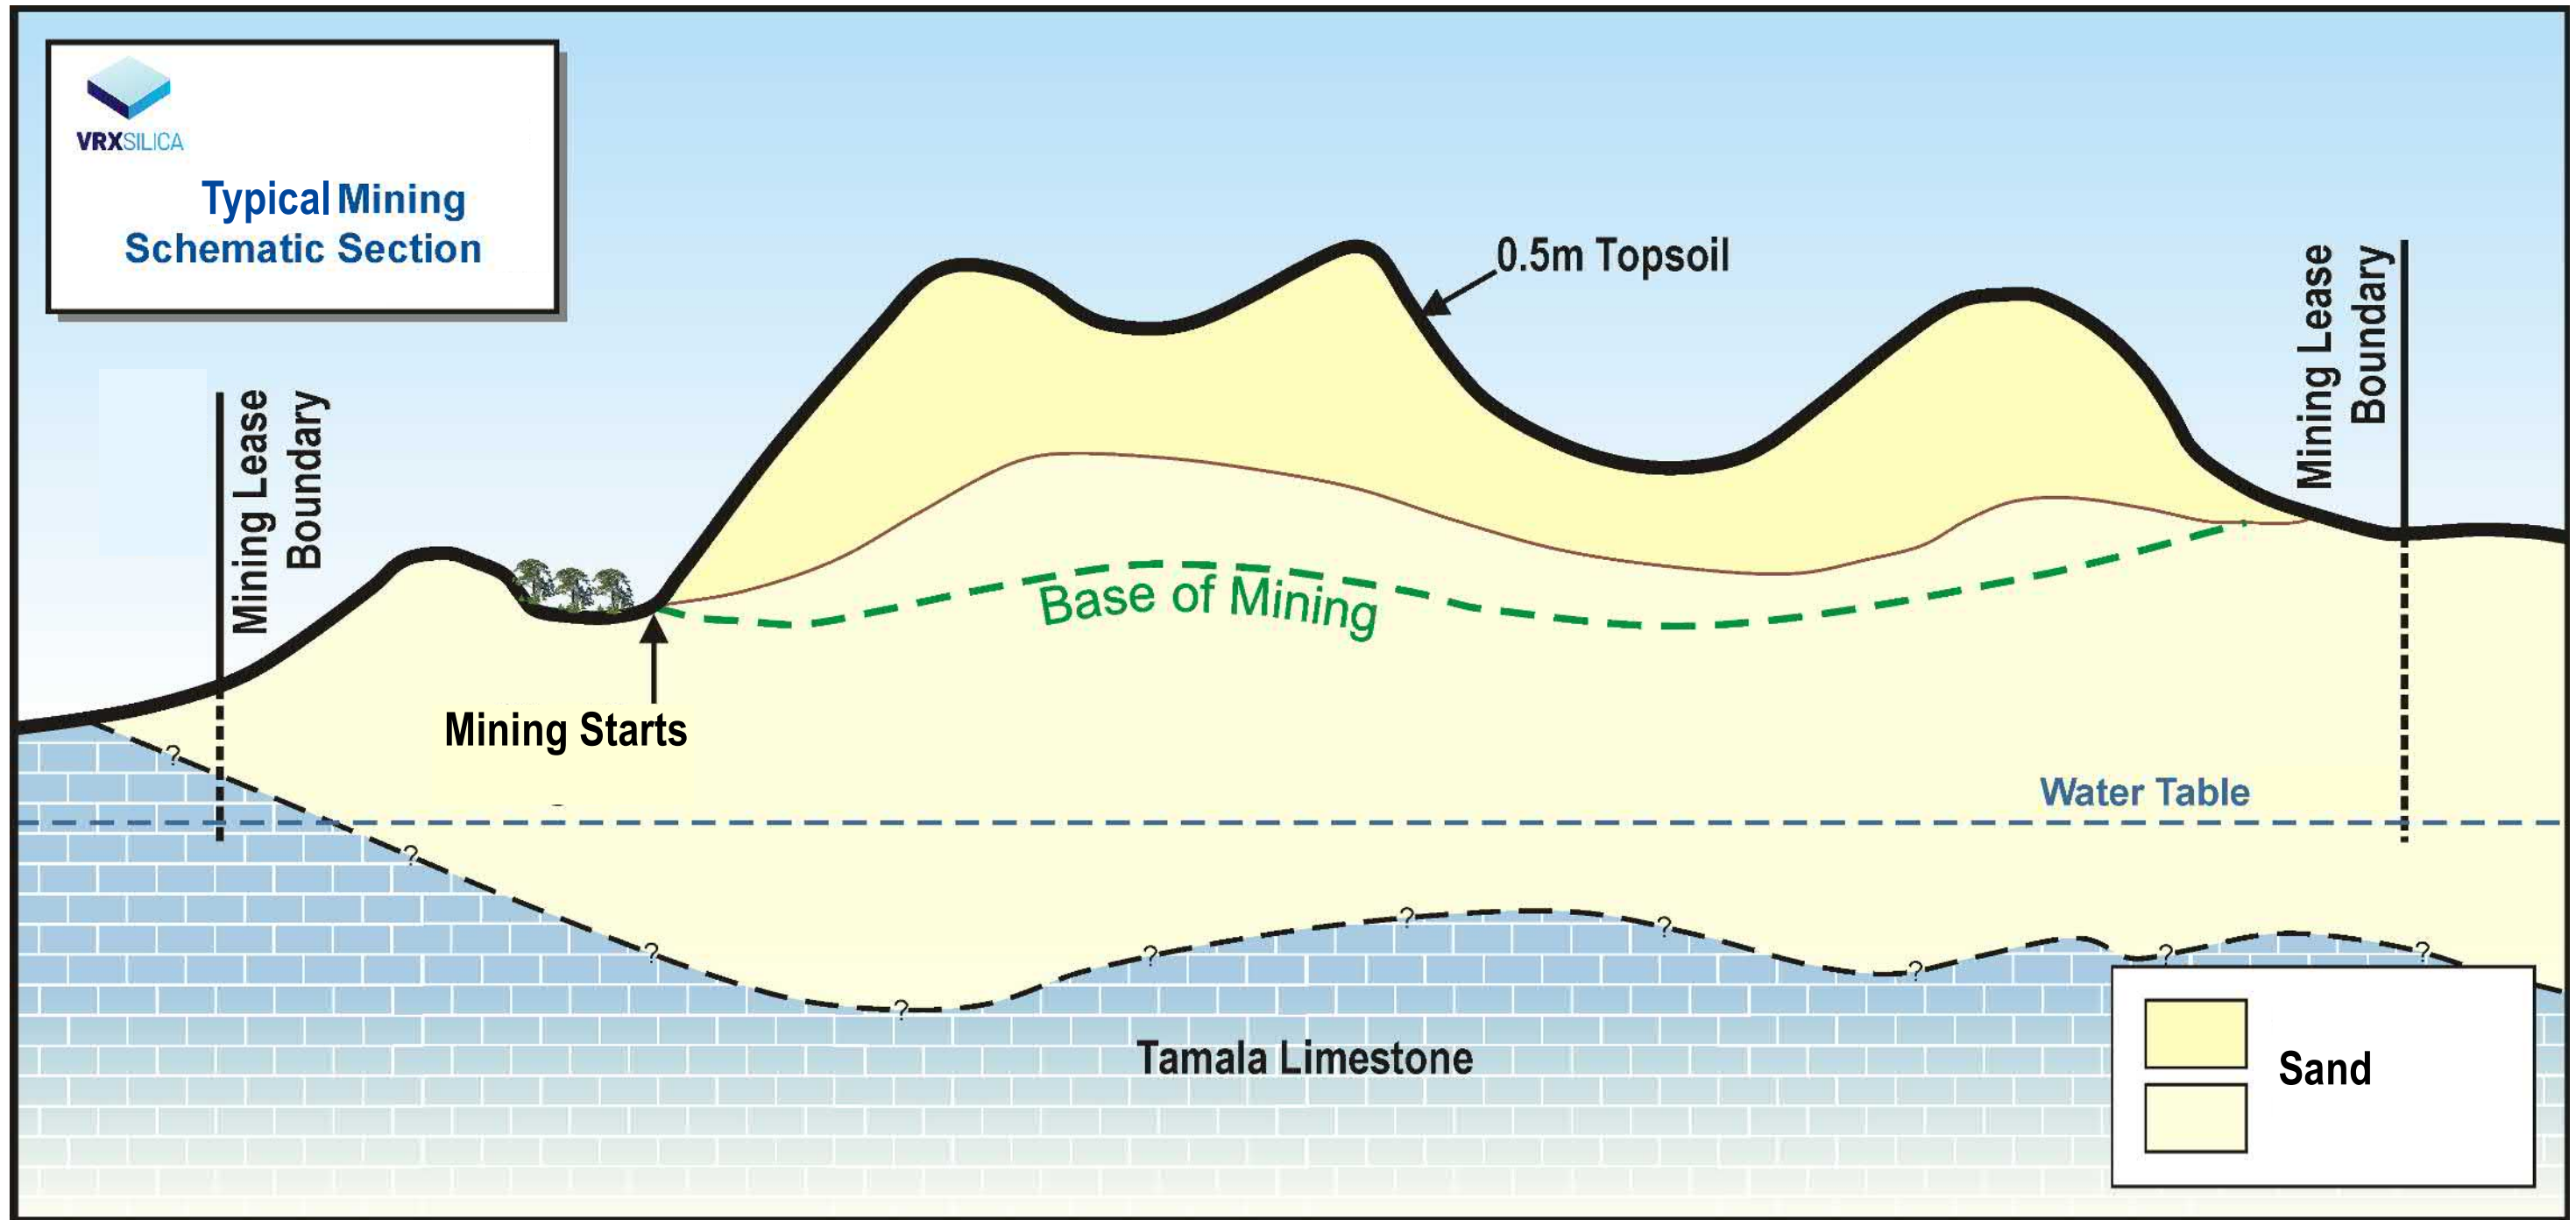 VRXSILICA
Typical Mining
Schematic Section
0.5m Topsoil
Mining Lease
Boundary
Mining Lease
Boundary
Base of Mining
Mining Starts
Water Table
?
?
?
?
?
?
?
?
?
?
Tamala Limestone
Sand